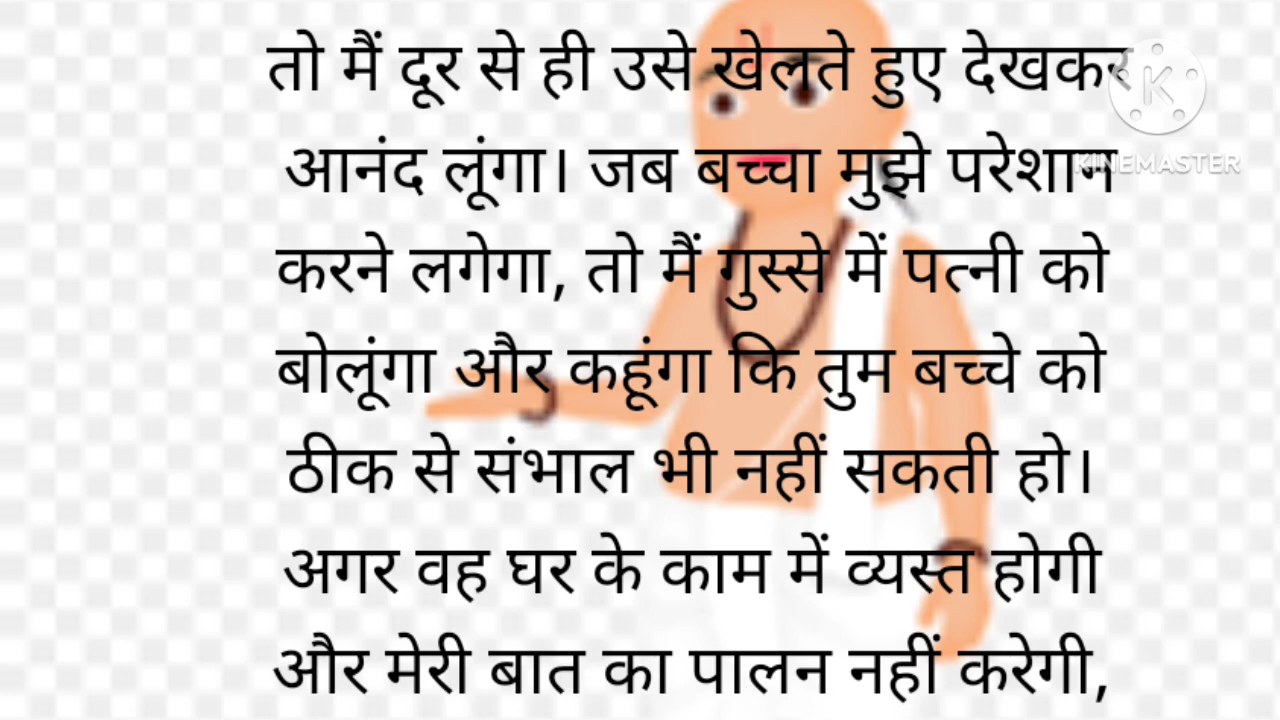 तो मैं दूर से ही उसे खेलते हुए देखकर
आनंद लूंगा। जब बच्चा मुझे परेशान
करने लगेगा, तो मैं गुस्से में पत्नी को
बोलूंगा और कहूंगा कि तुम बच्चे को
ठीक से संभाल भी नहीं सकती हो।
अगर वह घर के काम में व्यस्त होगी
और मेरी बात का पालन नहीं करेगी,
K
KINEMASTER